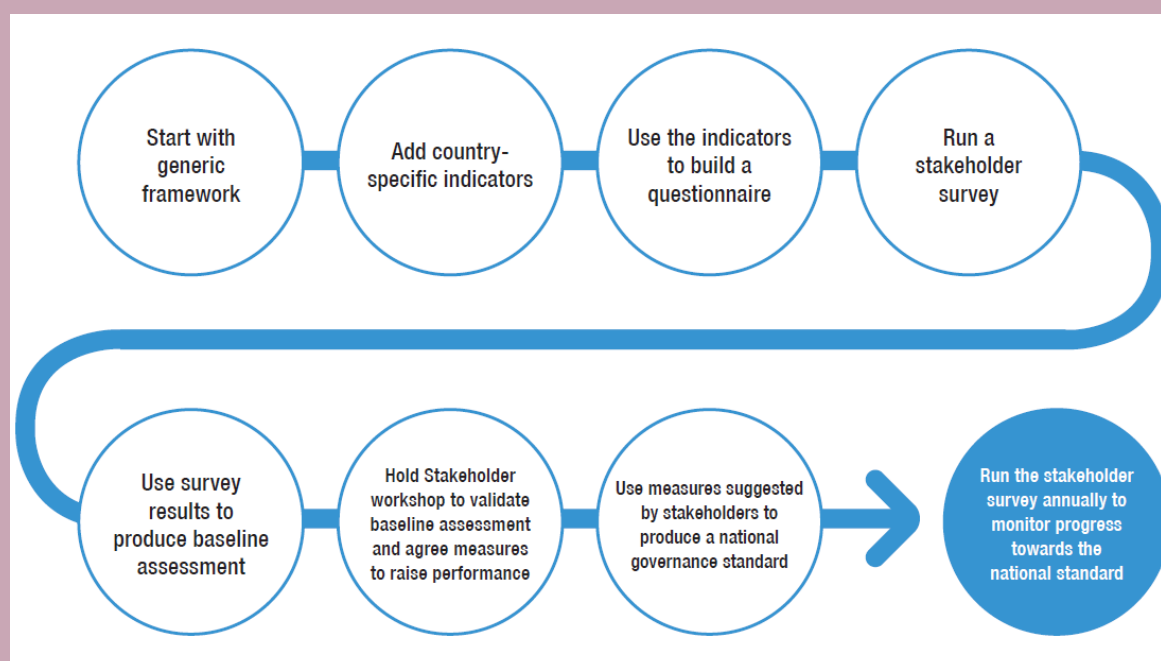 Start with
generic
framework
Add country-
specific indicators
Use the indicators
to build a
questionnaire
Run a
stakeholder
survey
Use survey
results to
produce baseline
assessment
Hold Stakeholder
workshop to validate
baseline assessment
and agree measures
to raise performance
Use measures suggested
by stakeholders to
produce a national
governance standard
Run the stakeholder
survey annually to
monitor progress
towards the
national standard